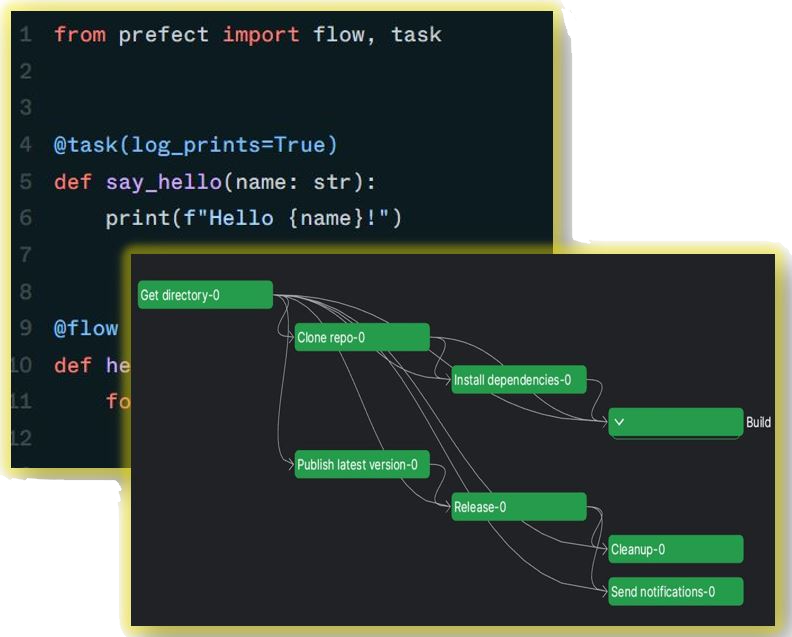 1 from prefect import flow, task
2
3
4 @task(log_prints=True)
5 def say_hello(name: str):
6 print(f"Hello {name}!")
7
8
9 @flow
10 def he
11 fo
12
Get directory-0
Clone repo-0
Install dependencies-0
Build
Publish latest version-0
Release-0
Cleanup-0
Send notifications-0